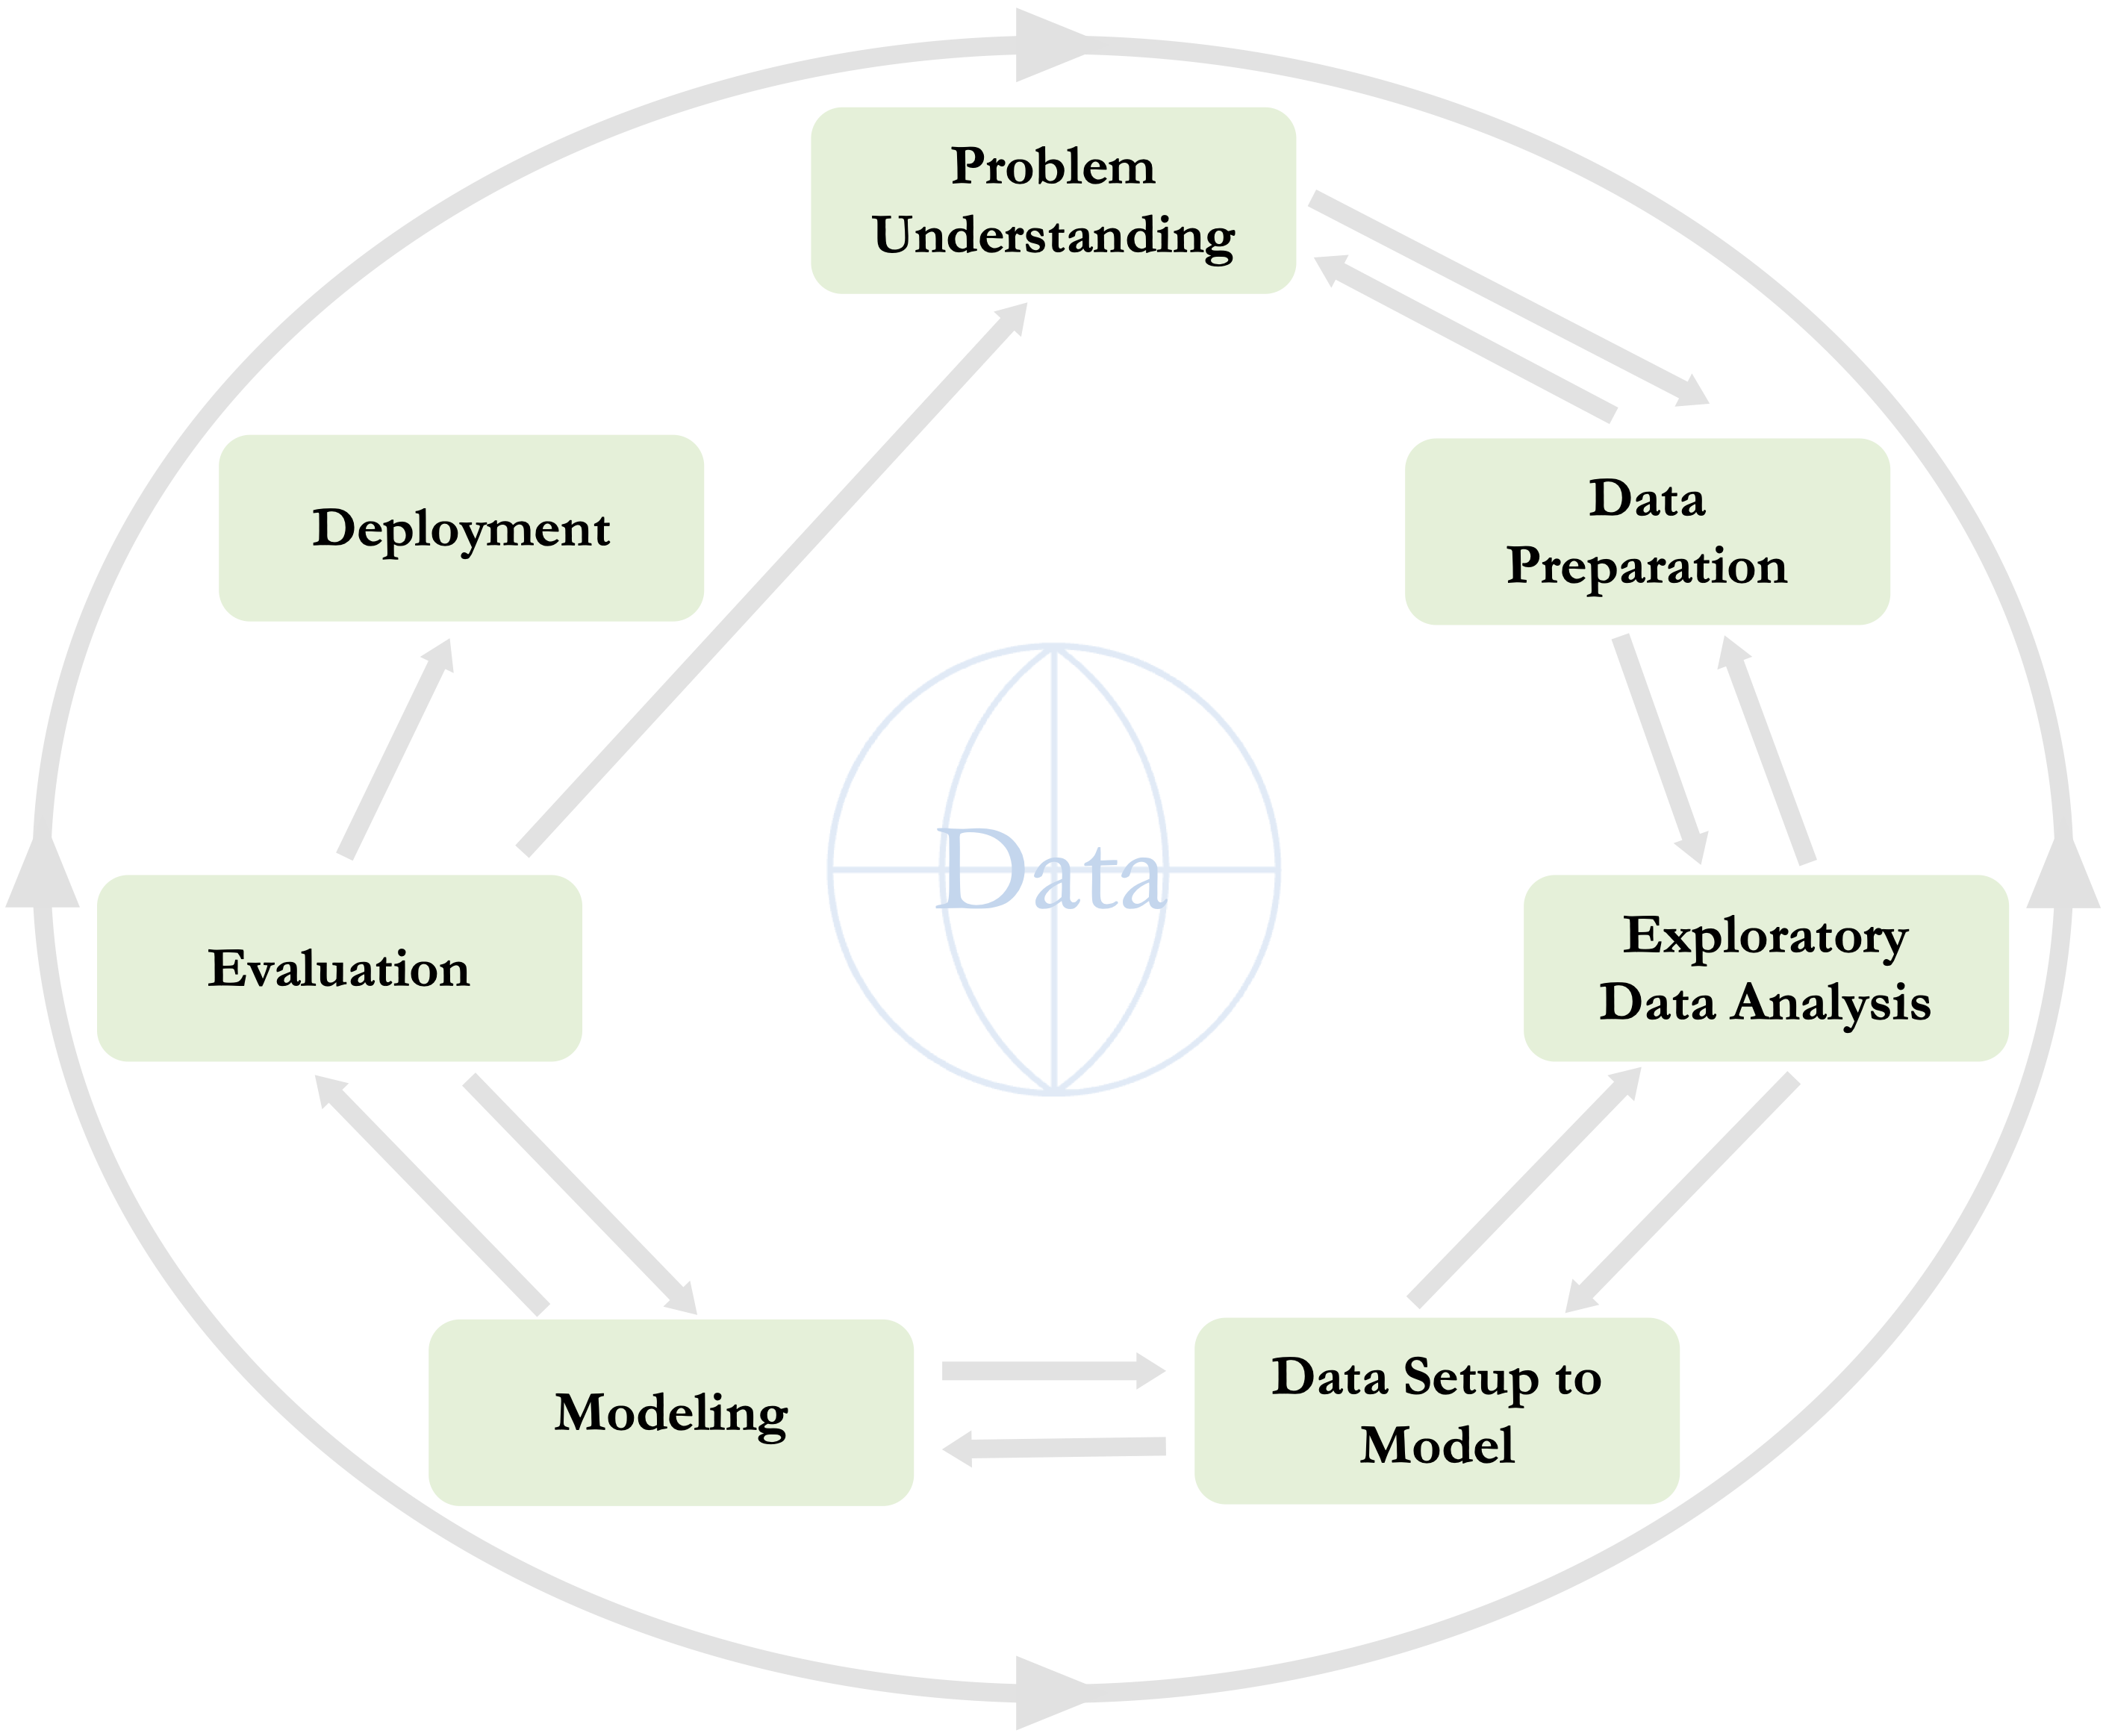 Problem
Understanding
Data
Preparation
Exploratory
Data Analysis
Data Setup to
Model
Modeling
Evaluation
Deployment
Data